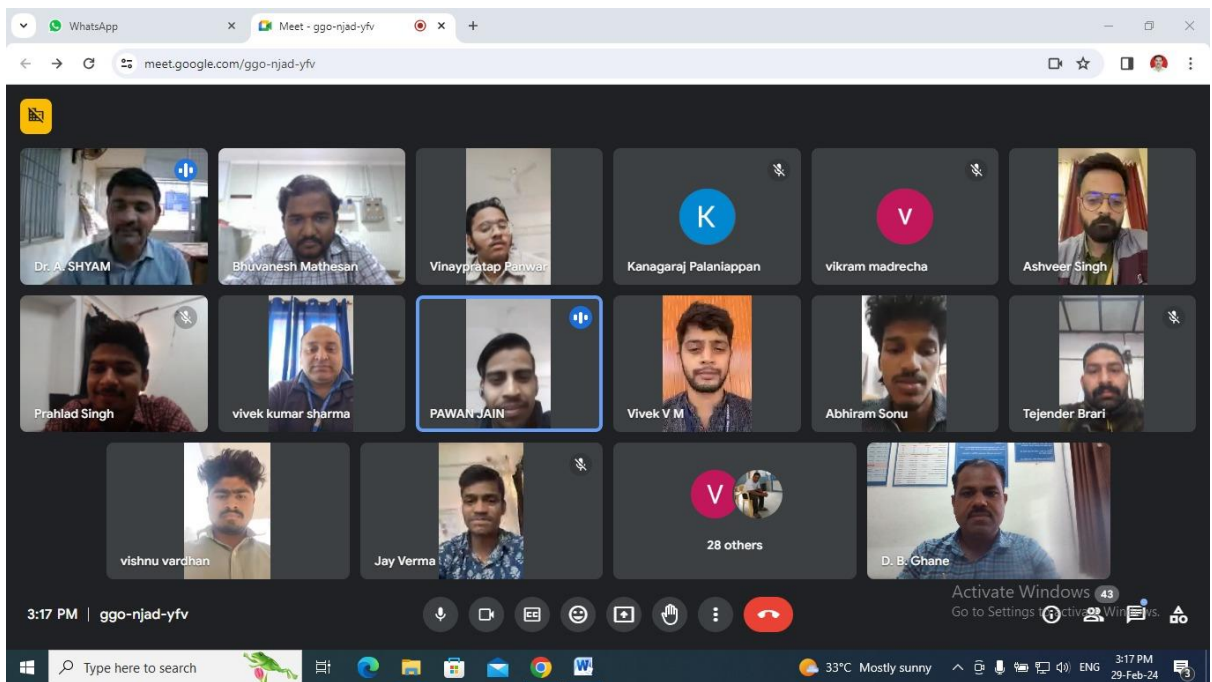 WhatsApp
Meet - ggo-njad-yfv
meet.google.com/ggo-njad-yfv
Dr. A. SHYAM
Bhuvanesh Mathesan
Vinaypratap Panwar
K
Kanagaraj Palaniappan
V
vikram madrecha
Ashveer Singh
Prahlad Singh
vivek kumar sharma
PAWAN JAIN
Vivek V M
Abhiram Sonu
Tejender Brari
vishnu vardhan
Jay Verma
V
28 others
D. B. Ghane
Activate Windows
43
Go to Settings to activate Windows.
3:17 PM | ggo-njad-yfv
CC
Type here to search
W
33°C Mostly sunny
ENG
3:17 PM
29-Feb-24
3